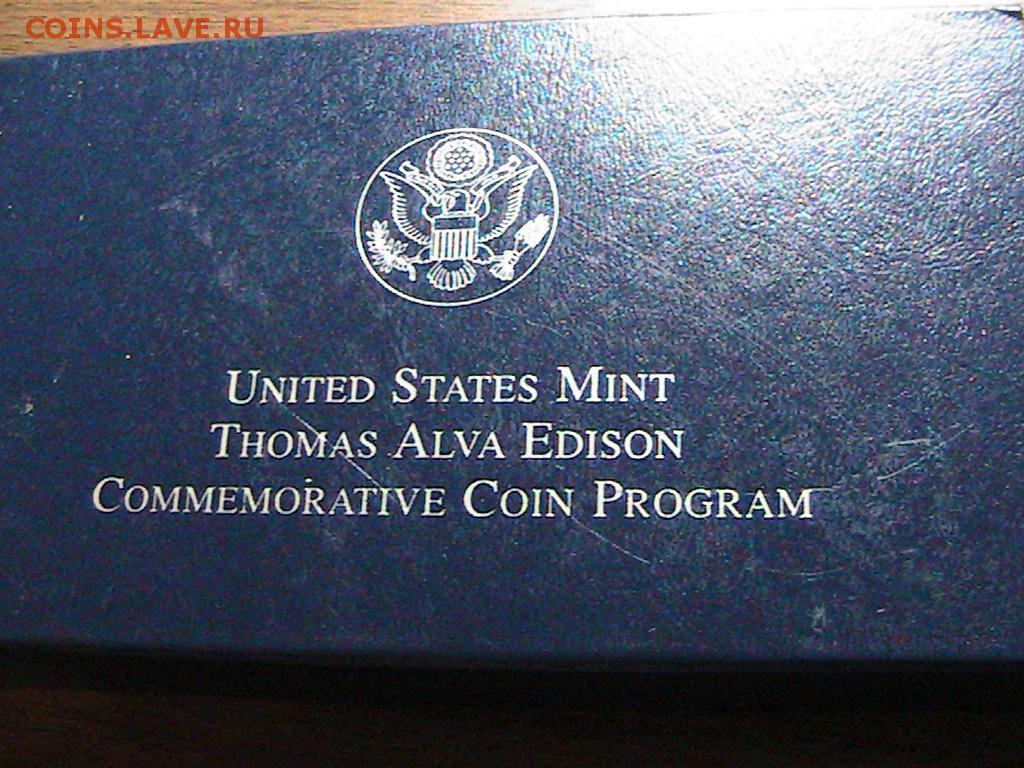 COINS.LAVE.RU
UNITED STATES MINT
THOMAS ALVA EDISON
COMMEMORATIVE COIN PROGRAM